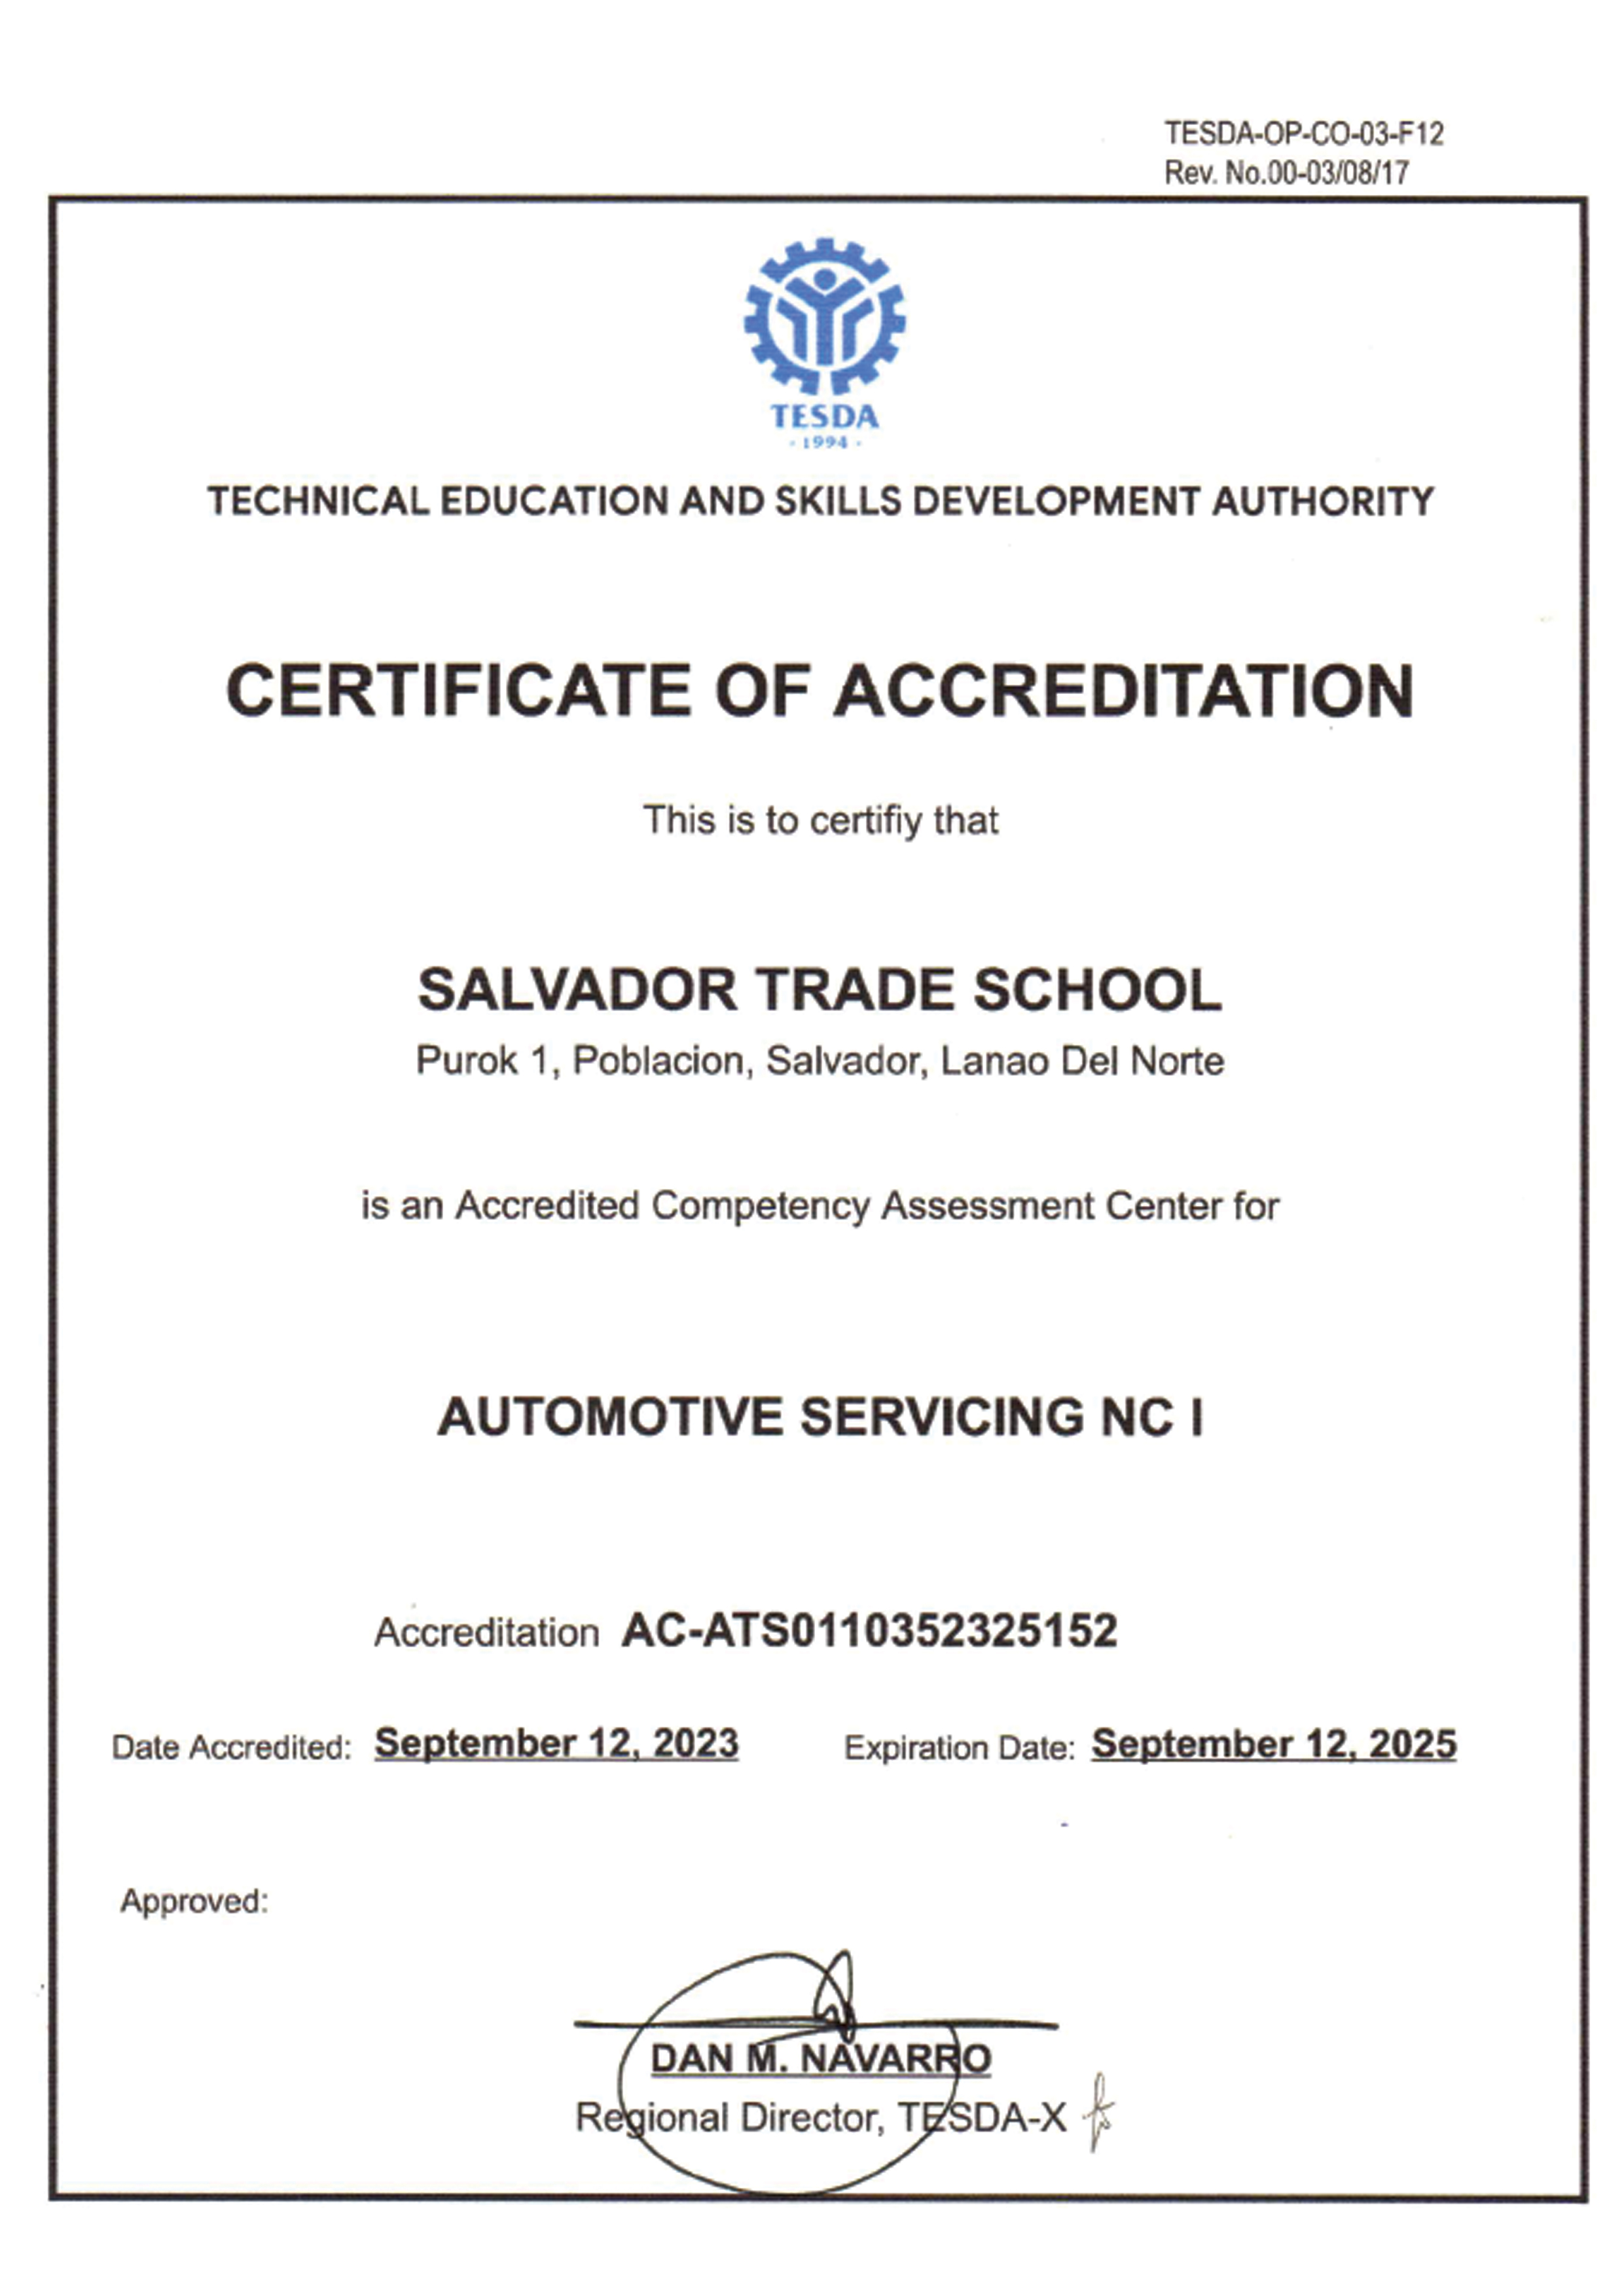 TESDA-OP-CO-03-F12
Rev. No.00-03/08/17
TESDA
- 1994 -
TECHNICAL EDUCATION AND SKILLS DEVELOPMENT AUTHORITY
CERTIFICATE OF ACCREDITATION
This is to certifiy that
SALVADOR TRADE SCHOOL
Purok 1, Poblacion, Salvador, Lanao Del Norte
is an Accredited Competency Assessment Center for
AUTOMOTIVE SERVICING NC I
Accreditation AC-ATS0110352325152
Date Accredited: September 12, 2023 Expiration Date: September 12, 2025
Approved:
DAN M. NAVARRO
Regional Director, TESDA-X